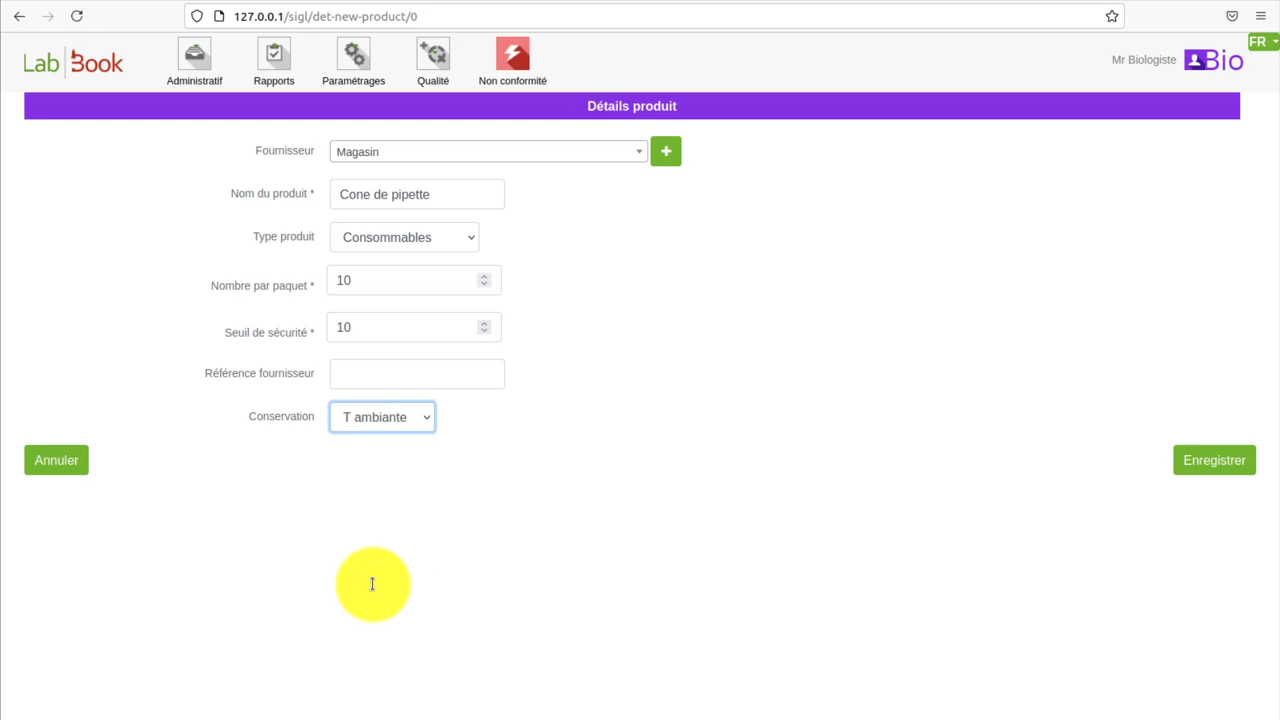 127.0.0.1/sigl/det-new-product/0
Lab Book
Administratif
Rapports
Paramétrages
Qualité
Non conformité
Mr Biologiste
Bio
FR
Détails produit
Fournisseur
Magasin
+
Nom du produit *
Cone de pipette
Type produit
Consommables
Nombre par paquet *
10
Seuil de sécurité *
10
Référence fournisseur
Conservation
T ambiante
Annuler
Enregistrer